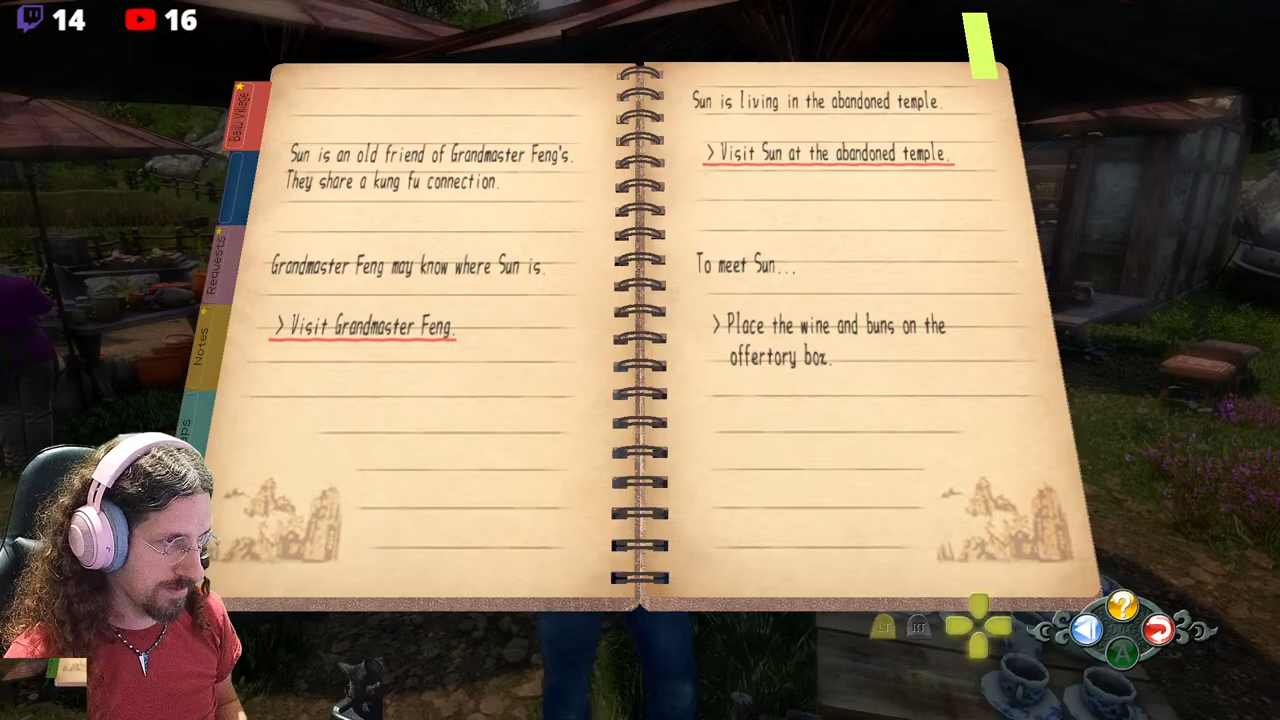 14 16
Bailu Village
Requests
Notes
Sun is an old friend of Grandmaster Feng's.
They share a kung fu connection.
Grandmaster Feng may know where Sun is.
> Visit Grandmaster Feng.
Sun is living in the abandoned temple.
> Visit Sun at the abandoned temple.
To meet Sun...
> Place the wine and buns on the
offertory box.
LT RT
?
A